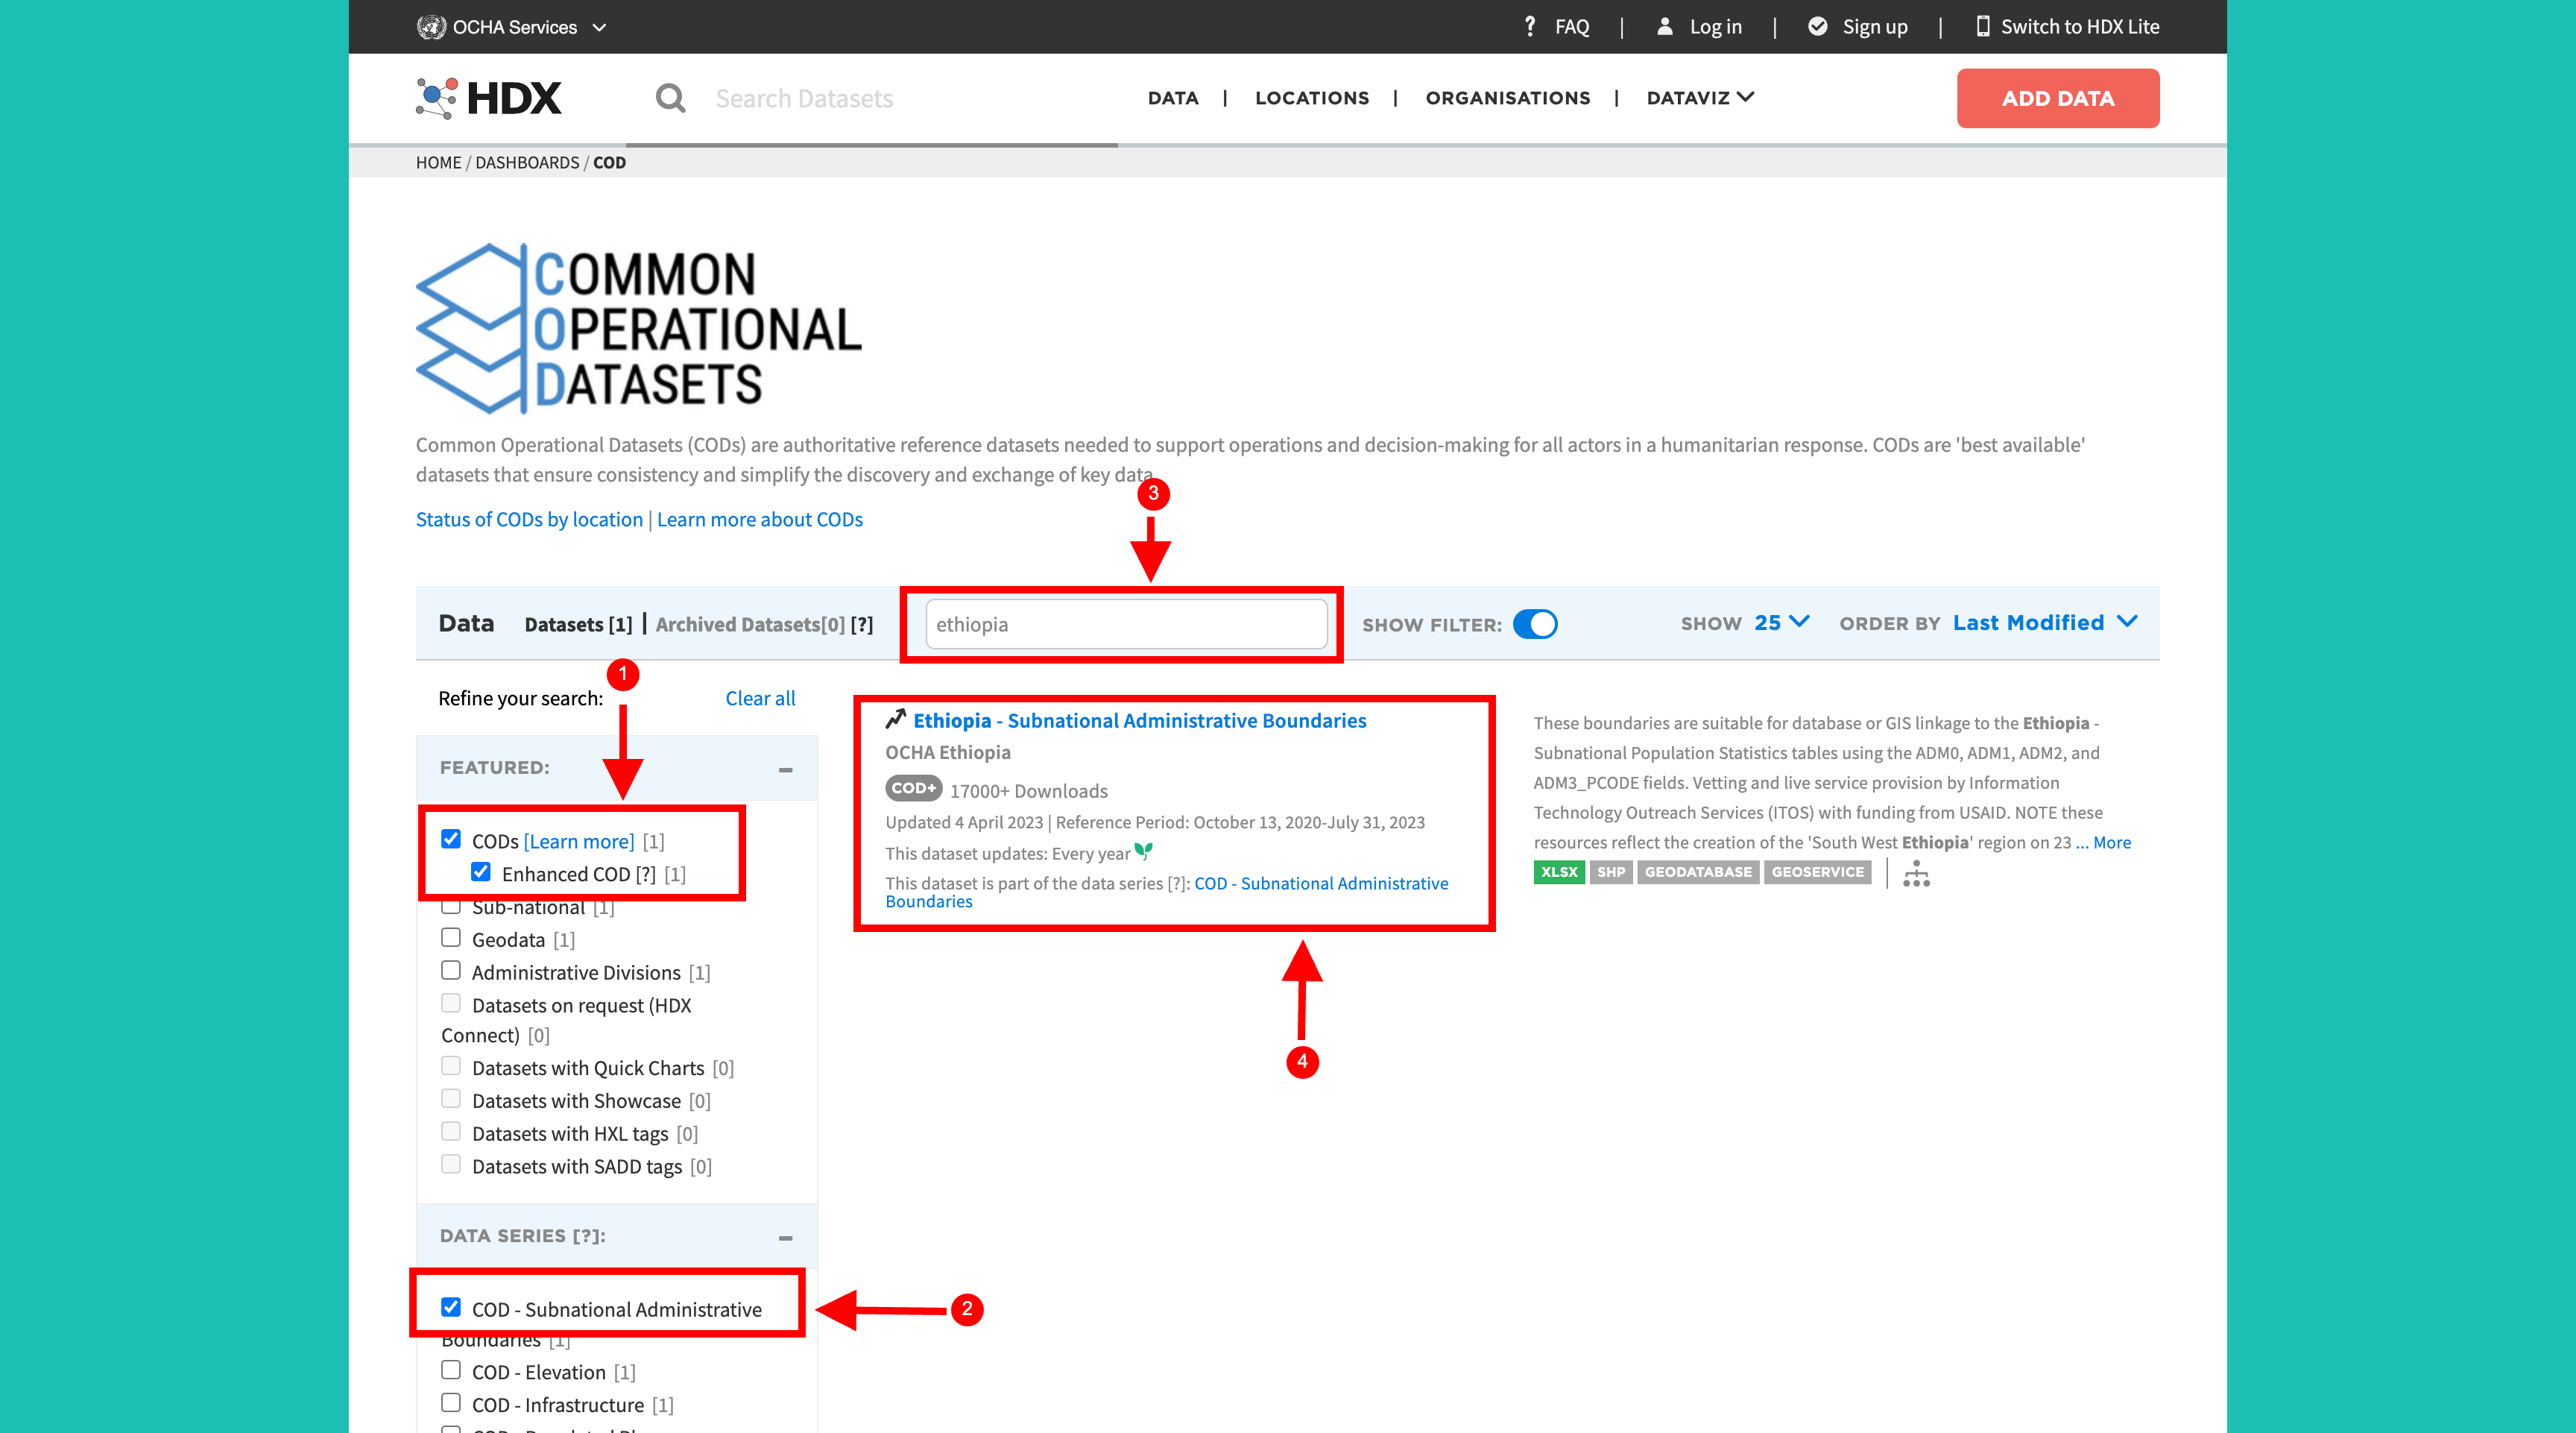 OCHA Services
? FAQ | Log in | Sign up | Switch to HDX Lite
HDX
Search Datasets
DATA | LOCATIONS | ORGANISATIONS | DATAVIZ
ADD DATA
HOME / DASHBOARDS / COD
COMMON
OPERATIONAL
DATASETS
Common Operational Datasets (CODs) are authoritative reference datasets needed to support operations and decision-making for all actors in a humanitarian response. CODs are 'best available'
datasets that ensure consistency and simplify the discovery and exchange of key data
Status of CODs by location | Learn more about CODs
3
Data Datasets [1] | Archived Datasets[0] [?]
ethiopia
SHOW FILTER:
SHOW 25 ORDER BY Last Modified
1
Refine your search: Clear all
FEATURED:
CODs [Learn more] [1]
Enhanced COD [?] [1]
Sub-national [1]
Geodata [1]
Administrative Divisions [1]
Datasets on request (HDX
Connect) [0]
Datasets with Quick Charts [0]
Datasets with Showcase [0]
Datasets with HXL tags [0]
Datasets with SADD tags [0]
DATA SERIES [?]:
COD - Subnational Administrative
Boundaries [1]
COD - Elevation [1]
COD - Infrastructure [1]
2
Ethiopia - Subnational Administrative Boundaries
OCHA Ethiopia
COD+ 17000+ Downloads
Updated 4 April 2023 | Reference Period: October 13, 2020-July 31, 2023
This dataset updates: Every year
This dataset is part of the data series [?]: COD - Subnational Administrative
Boundaries
4
These boundaries are suitable for database or GIS linkage to the Ethiopia -
Subnational Population Statistics tables using the ADM0, ADM1, ADM2, and
ADM3_PCODE fields. Vetting and live service provision by Information
Technology Outreach Services (ITOS) with funding from USAID. NOTE these
resources reflect the creation of the 'South West Ethiopia' region on 23 ... More
XLSX SHP GEODATABASE GEOSERVICE